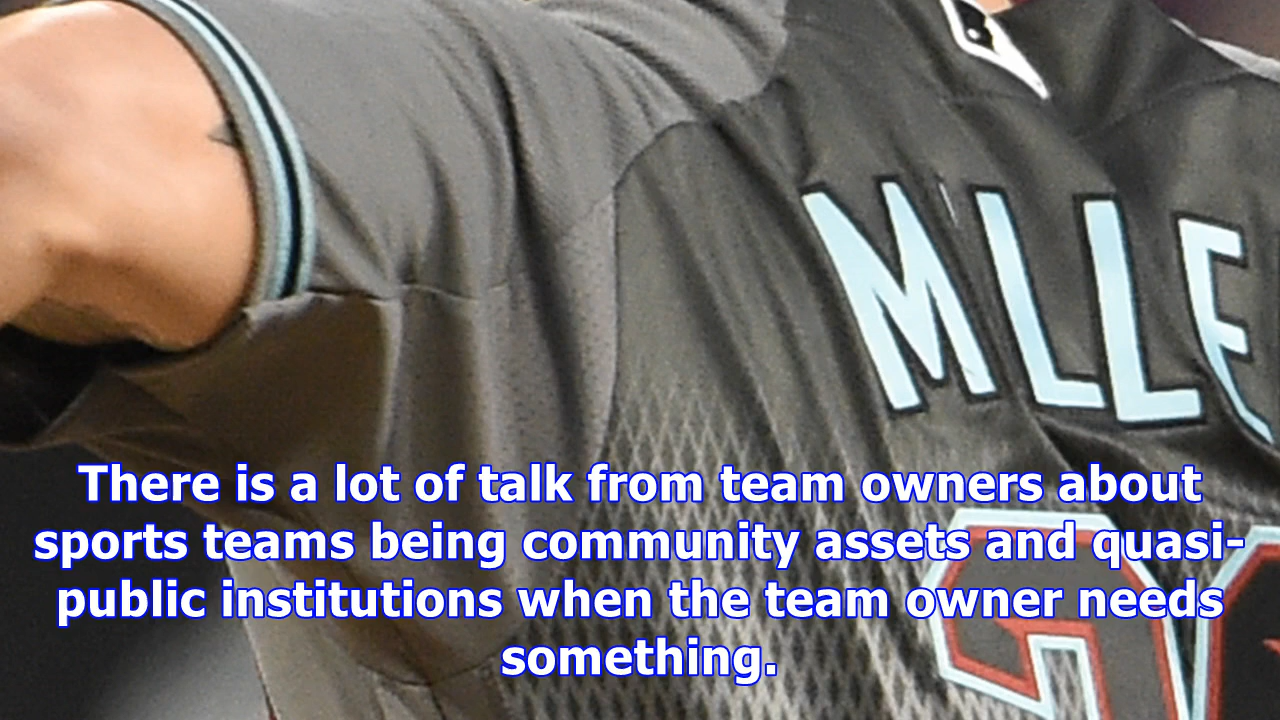 MLLE
There is a lot of talk from team owners about
sports teams being community assets and quasi-
public institutions when the team owner needs
something.